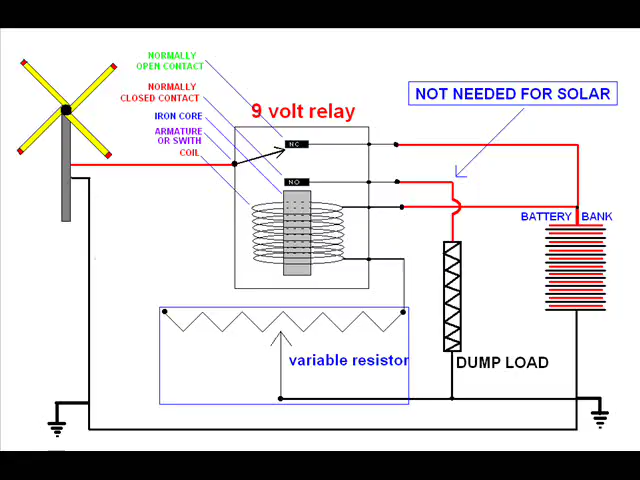 NORMALLY
OPEN CONTACT
NORMALLY
CLOSED CONTACT
IRON CORE
ARMATURE
OR SWITH
COIL
9 volt relay
NOT NEEDED FOR SOLAR
NC
NO
BATTERY BANK
variable resistor
DUMP LOAD